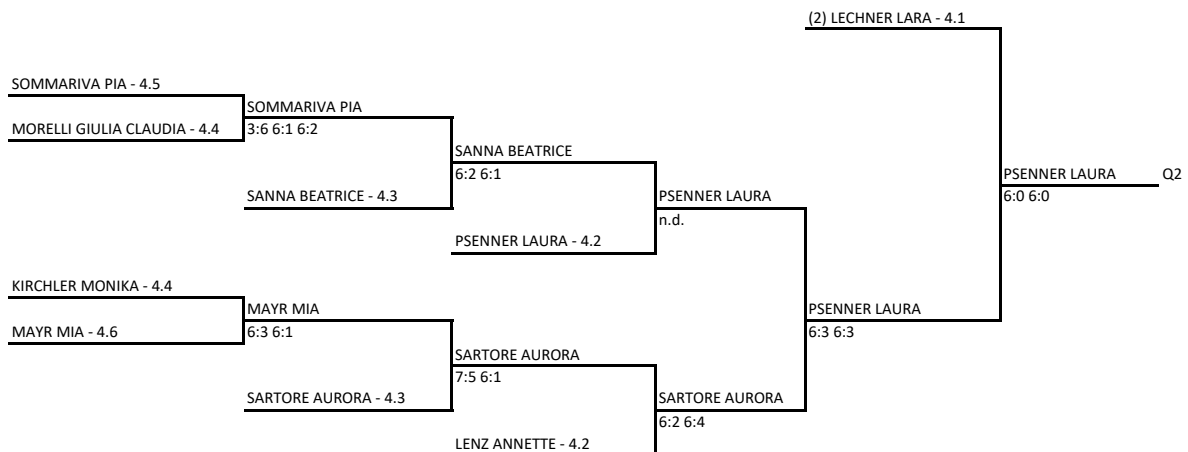 (2) LECHNER LARA - 4.1
SOMMARIVA PIA - 4.5
SOMMARIVA PIA
MORELLI GIULIA CLAUDIA - 4.4
3:6 6:1 6:2
SANNA BEATRICE
6:2 6:1
PSENNER LAURA
Q2
6:0 6:0
SANNA BEATRICE - 4.3
PSENNER LAURA
n.d.
PSENNER LAURA - 4.2
KIRCHLER MONIKA - 4.4
MAYR MIA
PSENNER LAURA
MAYR MIA - 4.6
6:3 6:1
6:3 6:3
SARTORE AURORA
7:5 6:1
SARTORE AURORA - 4.3
SARTORE AURORA
6:2 6:4
LENZ ANNETTE - 4.2